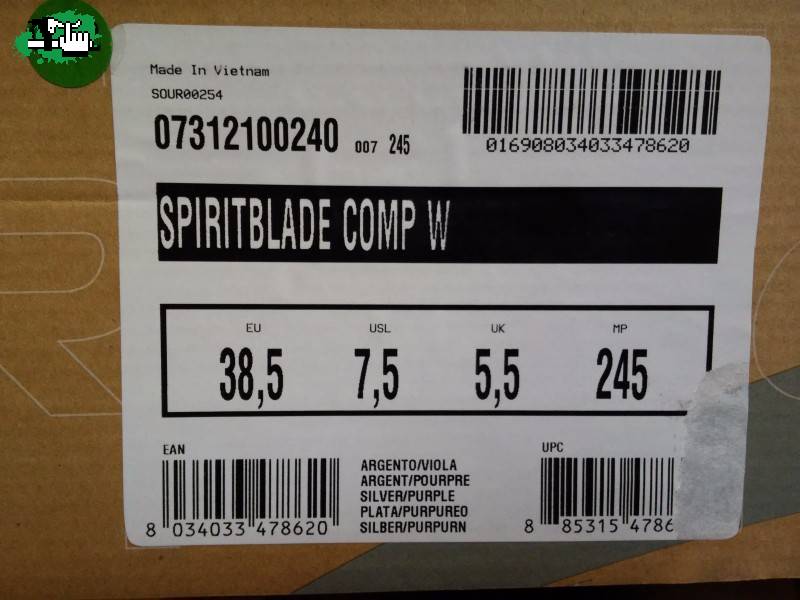 Made In Vietnam
SOUR00254
07312100240 007 245
016908034033478620
SPIRITBLADE COMP W
EU USL UK MP
38,5 7,5 5,5 245
EAN
8 034033 478620
ARGENTO/VIOLA
ARGENT/POURPRE
SILVER/PURPLE
PLATA/PURPUREO
SILBER/PURPURN
UPC
8 85315 4786